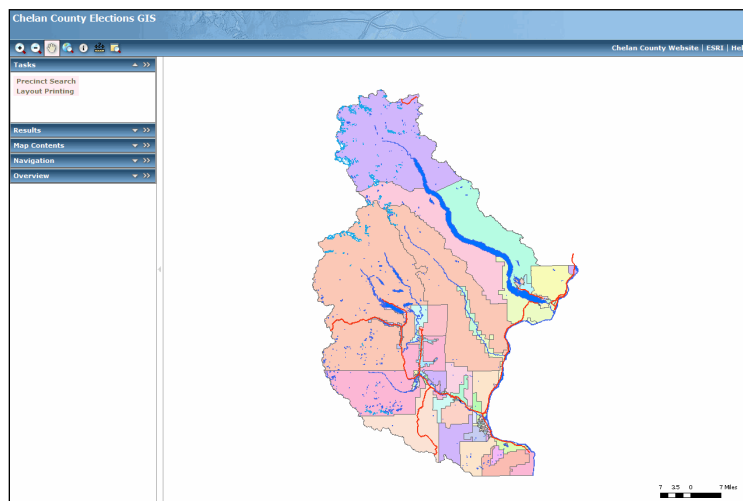 Chelan County Elections GIS
Chelan County Website | ESRI | Hel
Tasks
Precinct Search
Layout Printing
Results
Map Contents
Navigation
Overview
7 3.5 0 7 Miles